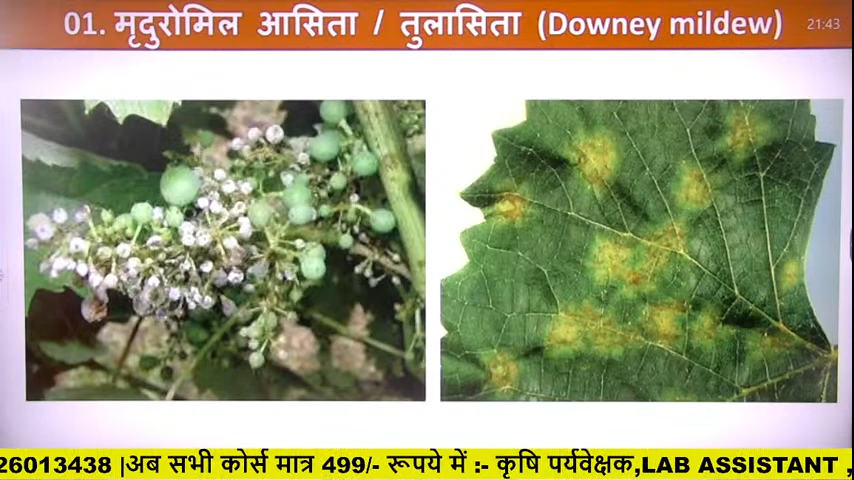 01. मृदुरोमिल आसिता / तुलासिता (Downey mildew)
21:43
26013438 |अब सभी कोर्स मात्र 499/- रूपये में :- कृषि पर्यवेक्षक,LAB ASSISTANT ,